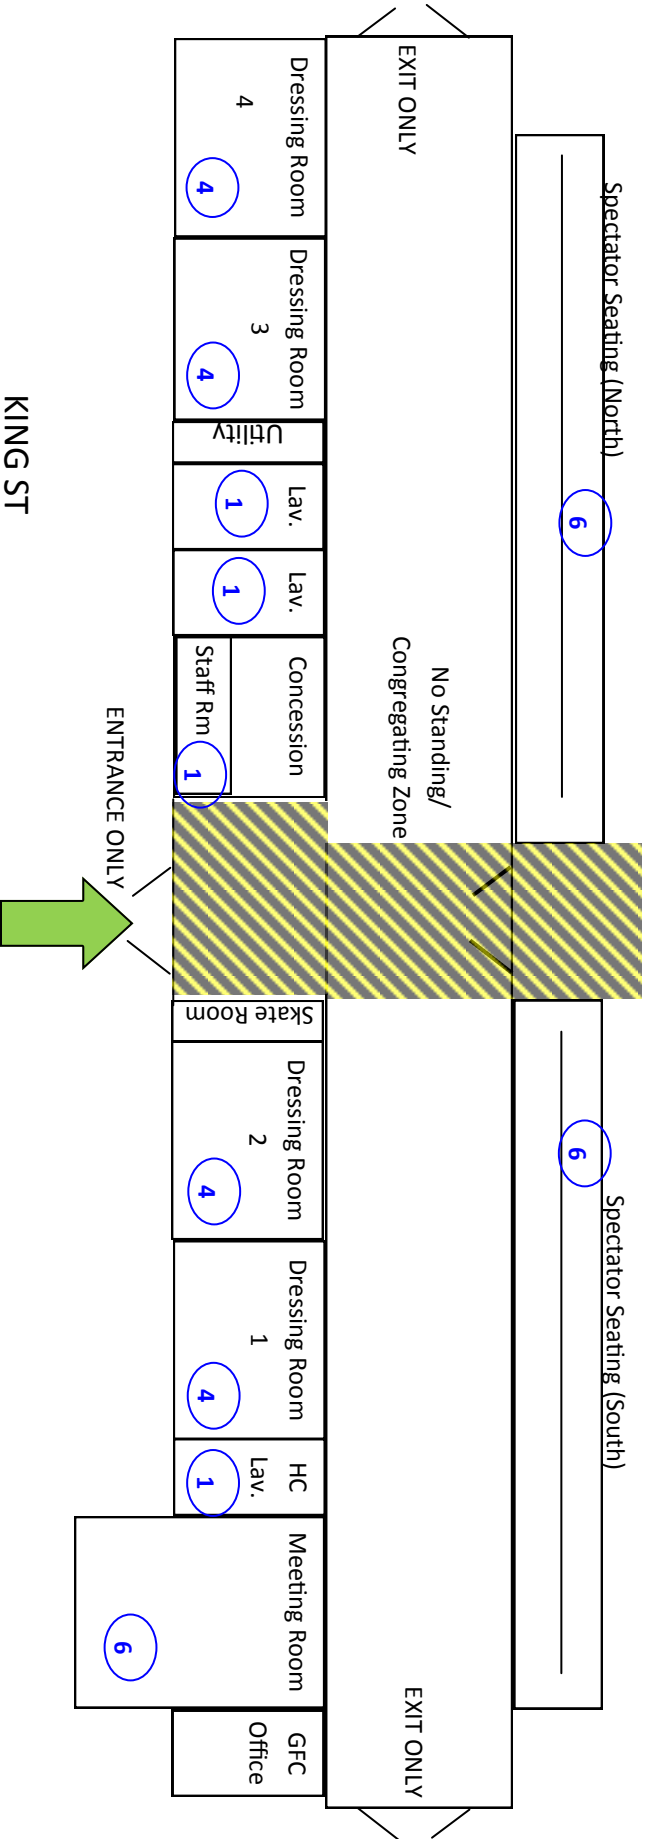 Spectator Seating (North)
6
Spectator Seating (South)
6
EXIT ONLY
No Standing/
Congregating Zone
EXIT ONLY
Dressing Room
4
4
Dressing Room
3
4
Utility
Lav.
1
Lav.
1
Concession
Staff Rm
1
Skate Room
Dressing Room
2
4
Dressing Room
1
4
HC
Lav.
1
Meeting Room
6
GFC
Office
ENTRANCE ONLY
KING ST